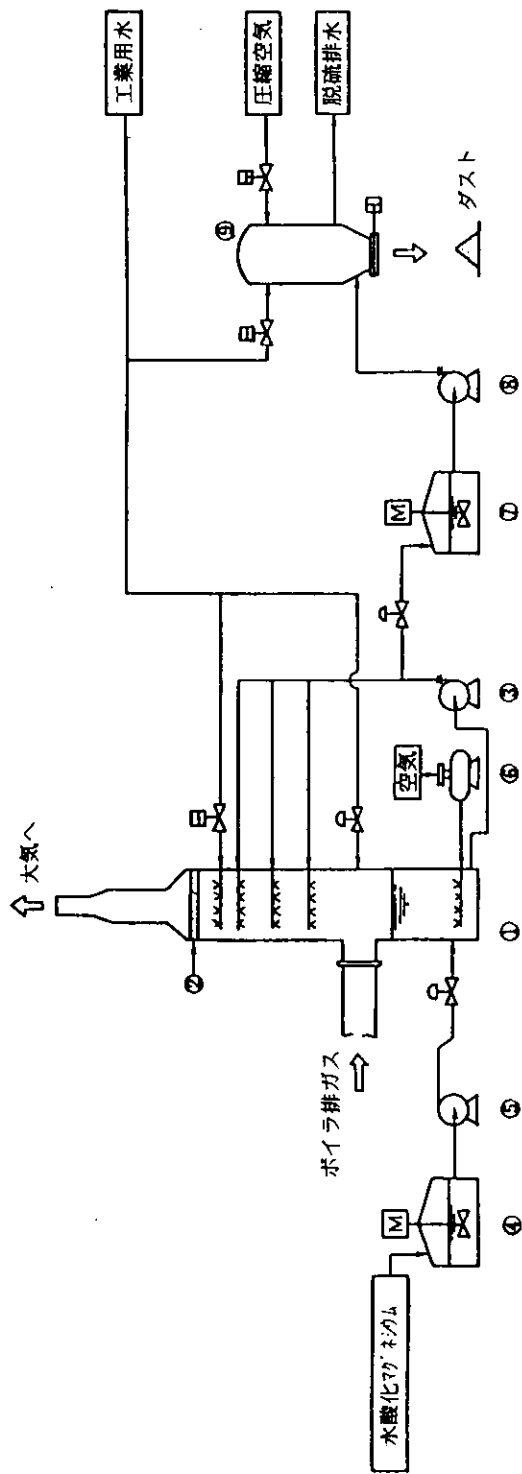 大気へ
工業用水
圧縮空気
脱硫排水
ボイラ排ガス
水酸化マグネシウム
空気
M
M
ダスト
①
②
③
④
⑤
⑥
⑦
⑧
⑨